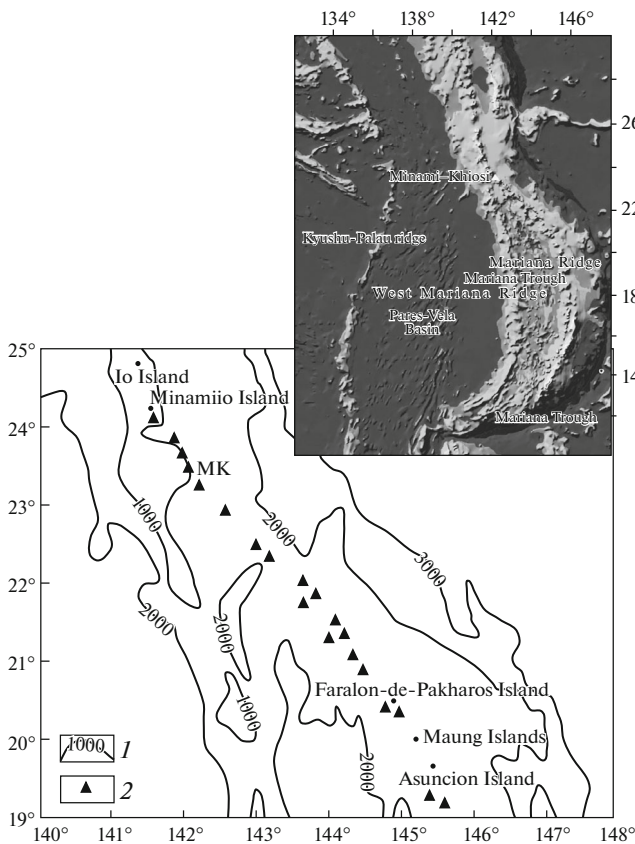 134° 138° 142° 146°
26
Minami–Khiosi
22
Kyushu-Palau ridge
Mariana Ridge
Mariana Trough
West Mariana Ridge
18
Pares-Vela
Basin
14
Mariana Trough
25°
Io Island
Minamiio Island
24°
MK
1000
2000
23°
3000
22°
2000
2000
21°
Faralon-de-Pakharos Island
1000
20°
1000 1
Maung Islands
2000
2
Asuncion Island
19°
140° 141° 142° 143° 144° 145° 146° 147° 148°